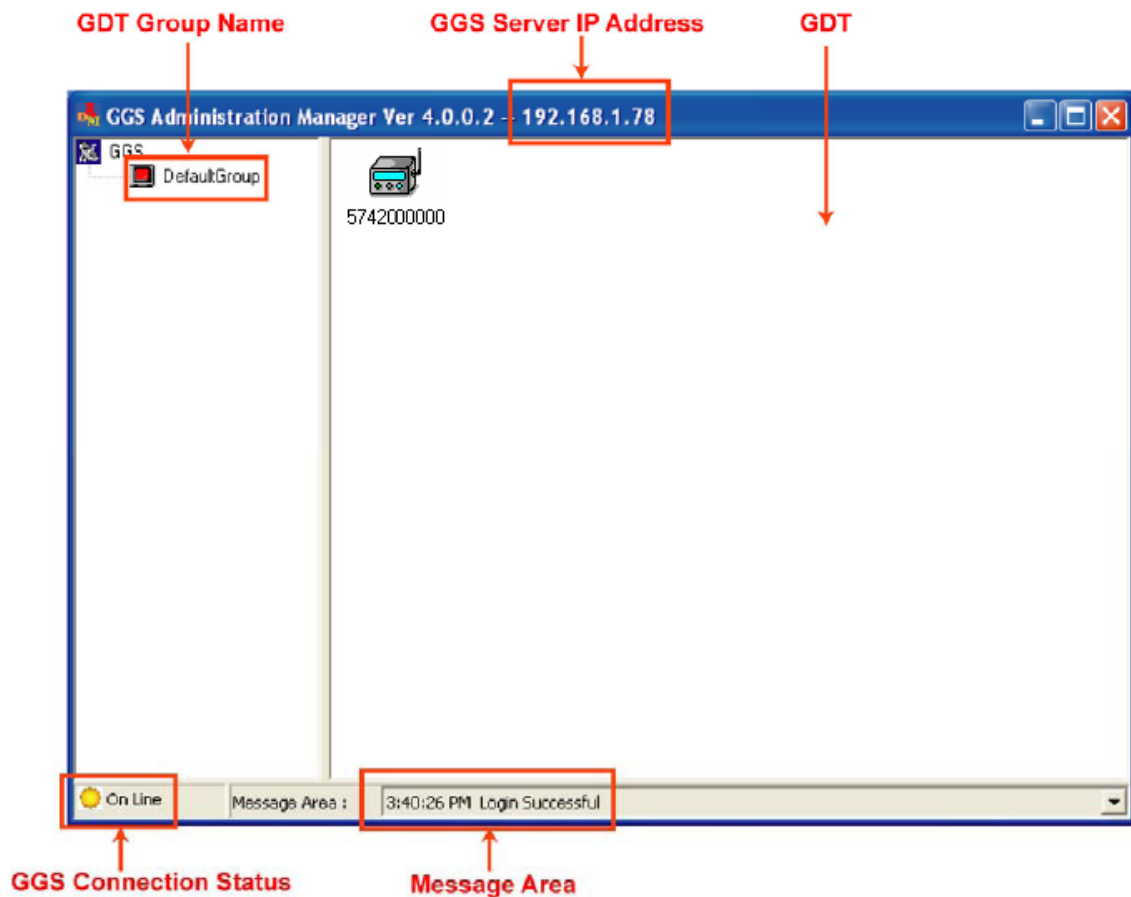 GDT Group Name
GGS Server IP Address
GDT
GGS Administration Manager Ver 4.0.0.2 - 192.168.1.78
GGS
DefaultGroup
5742000000
On Line
Message Area :
3:40:26 PM Login Successful
GGS Connection Status
Message Area